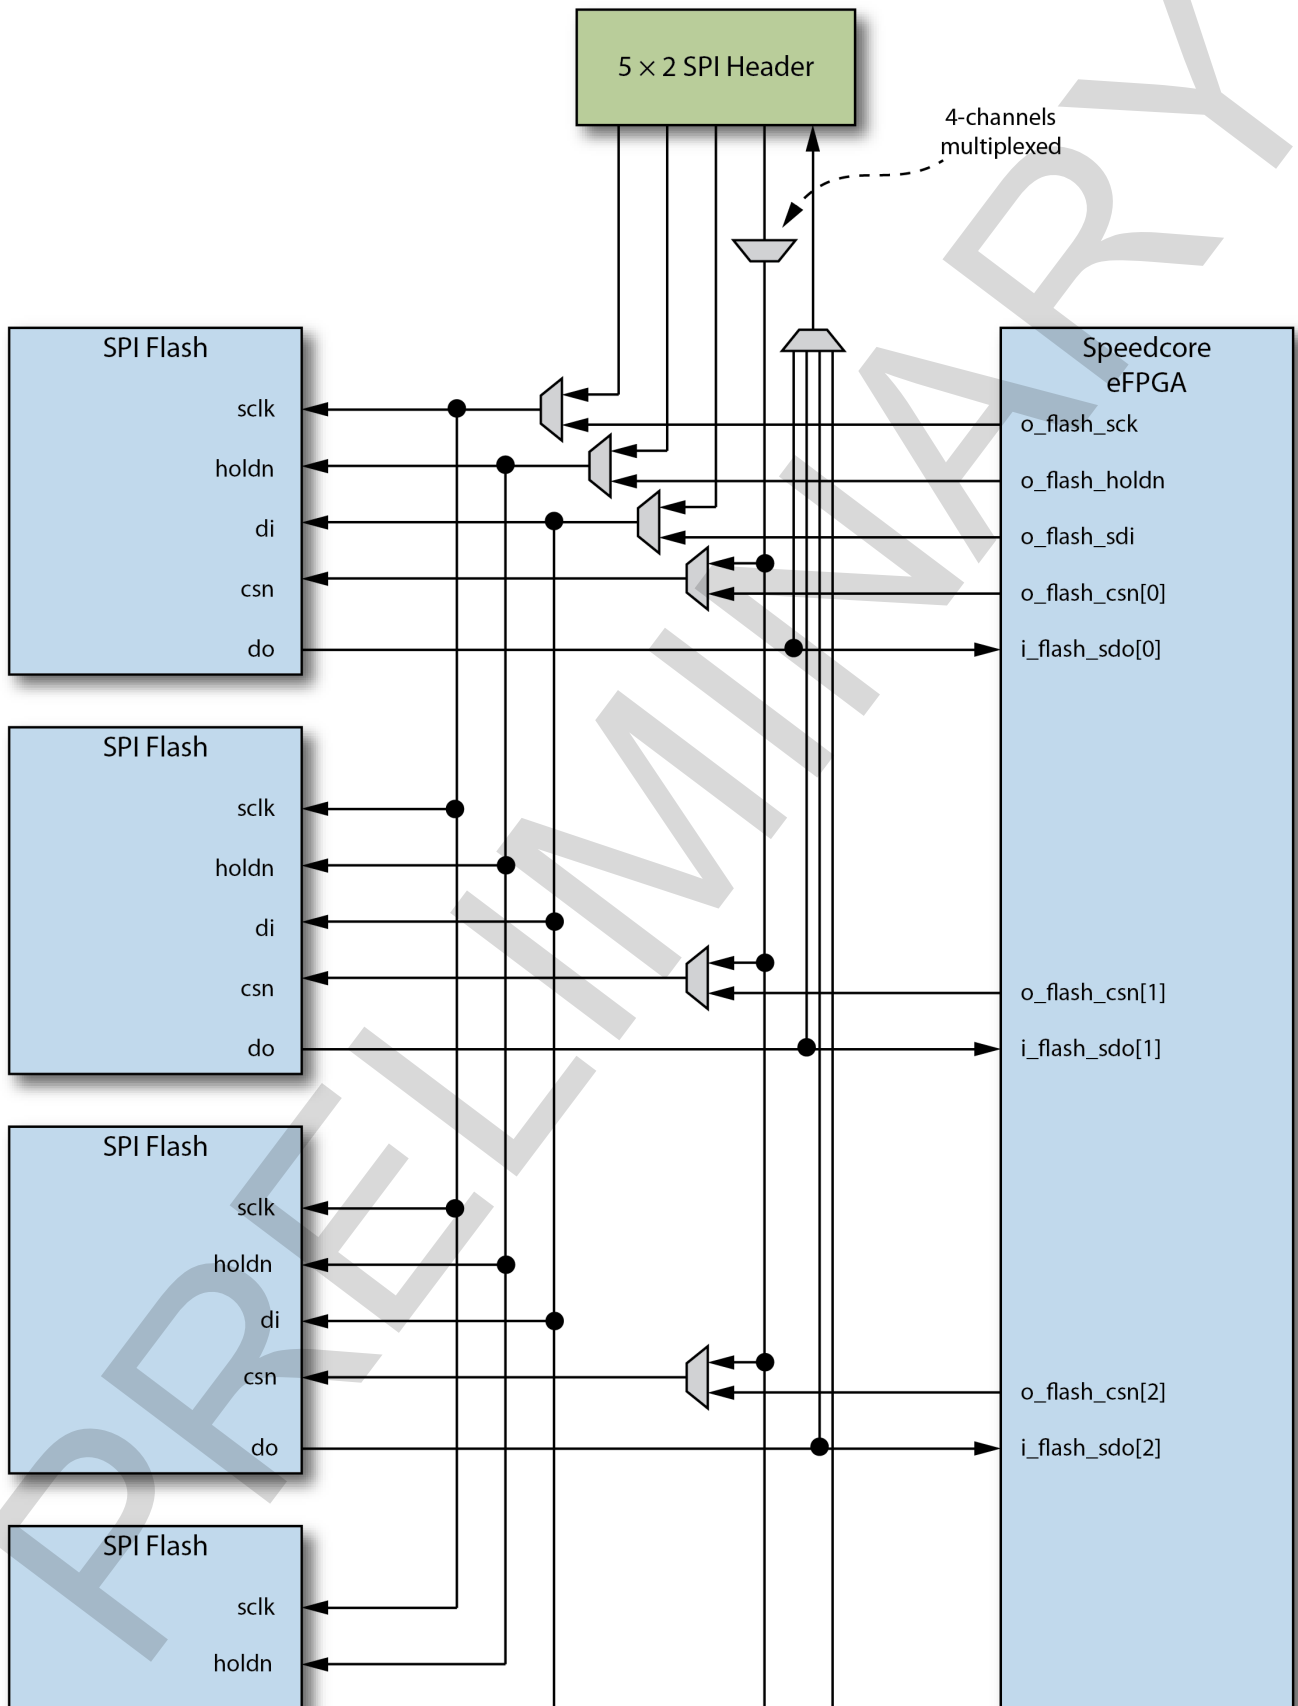 5 × 2 SPI Header
4-channels
multiplexed
SPI Flash
sclk
holdn
di
csn
do
Speedcore
eFPGA
o_flash_sck
o_flash_holdn
o_flash_sdi
o_flash_csn[0]
i_flash_sdo[0]
SPI Flash
sclk
holdn
di
csn
do
o_flash_csn[1]
i_flash_sdo[1]
SPI Flash
sclk
holdn
di
csn
do
o_flash_csn[2]
i_flash_sdo[2]
SPI Flash
sclk
holdn
PRELIMINARY